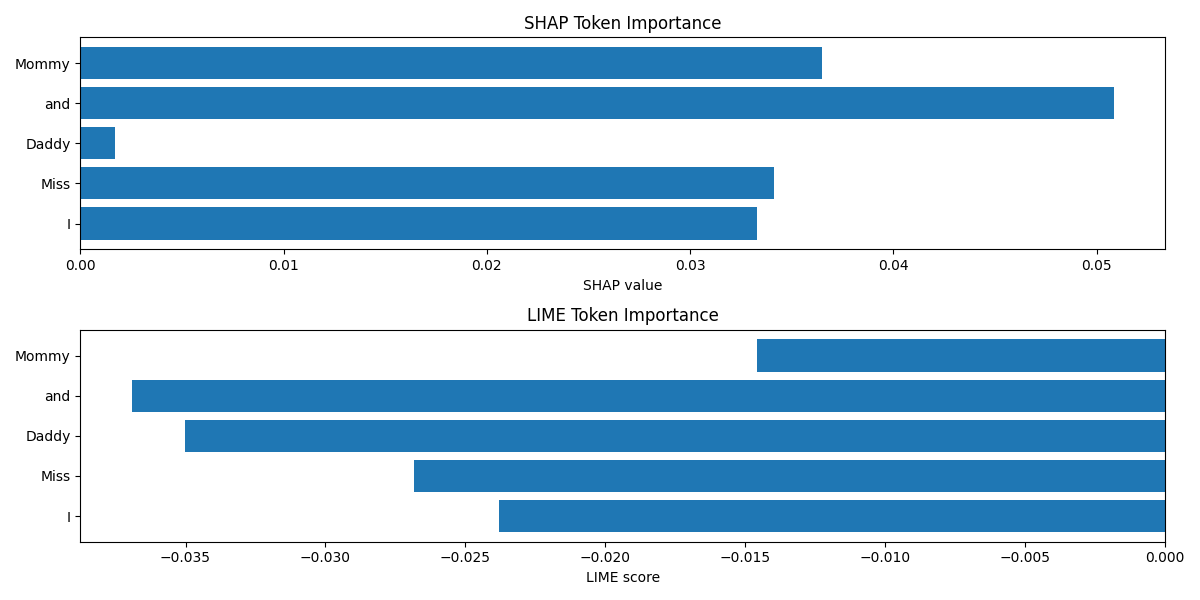 SHAP Token Importance
Mommy
and
Daddy
Miss
I
0.00 0.01 0.02 0.03 0.04 0.05
SHAP value
LIME Token Importance
Mommy
and
Daddy
Miss
I
−0.035 −0.030 −0.025 −0.020 −0.015 −0.010 −0.005 0.000
LIME score